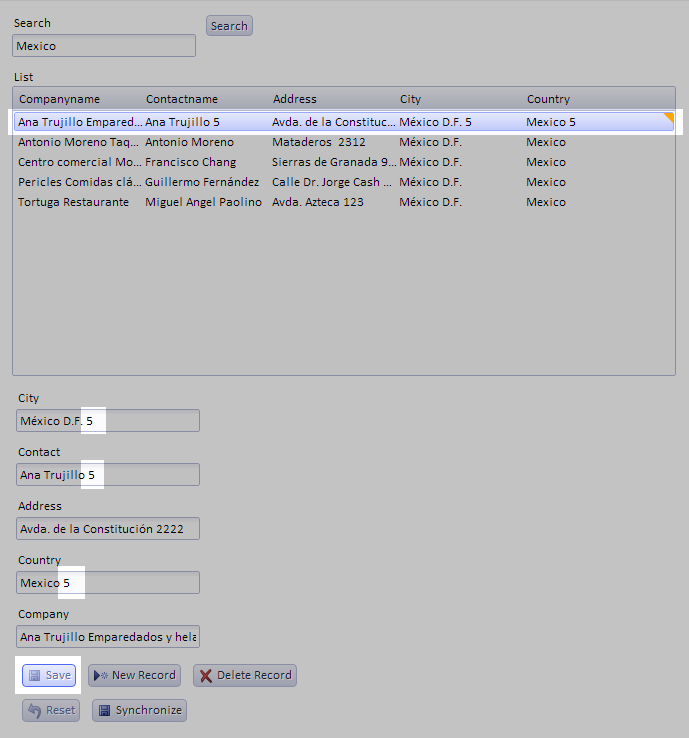 Search
Search
Mexico
List
Companyname Contactname Address City Country
Ana Trujillo Empared... Ana Trujillo 5 Avda. de la Constituc... México D.F. 5 Mexico 5
Antonio Moreno Taq... Antonio Moreno Mataderos  2312 México D.F. Mexico
Centro comercial Mo... Francisco Chang Sierras de Granada 9... México D.F. Mexico
Pericles Comidas clá... Guillermo Fernández Calle Dr. Jorge Cash ... México D.F. Mexico
Tortuga Restaurante Miguel Angel Paolino Avda. Azteca 123 México D.F. Mexico
City
México D.F. 5
Contact
Ana Trujillo 5
Address
Avda. de la Constitución 2222
Country
Mexico 5
Company
Ana Trujillo Emparedados y hela
Save New Record Delete Record
Reset Synchronize